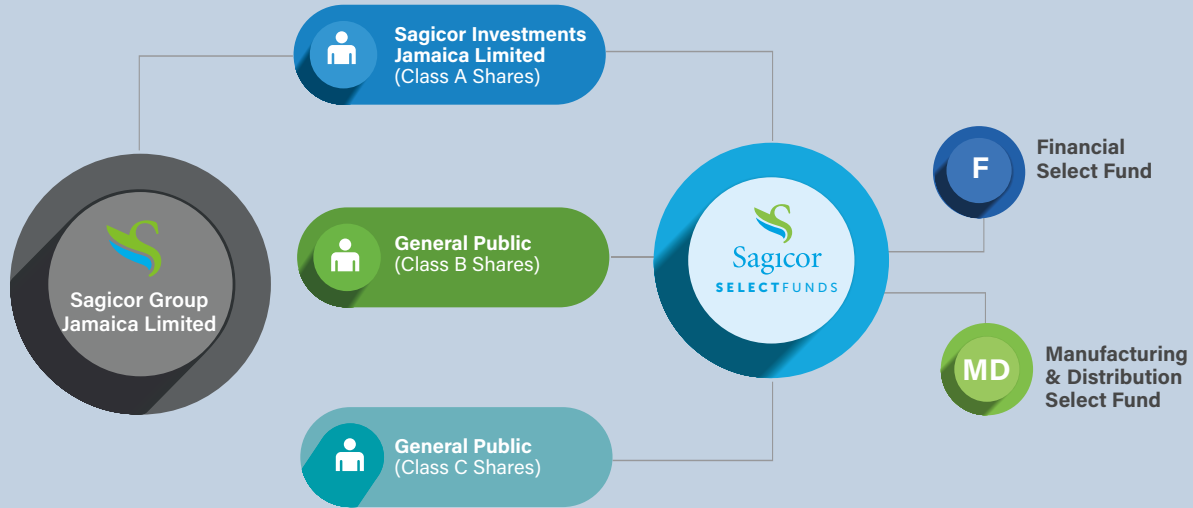 Sagicor Group
Jamaica Limited
Sagicor Investments
Jamaica Limited
(Class A Shares)
General Public
(Class B Shares)
General Public
(Class C Shares)
Sagicor
SELECTFUNDS
F
Financial
Select Fund
MD
Manufacturing
& Distribution
Select Fund